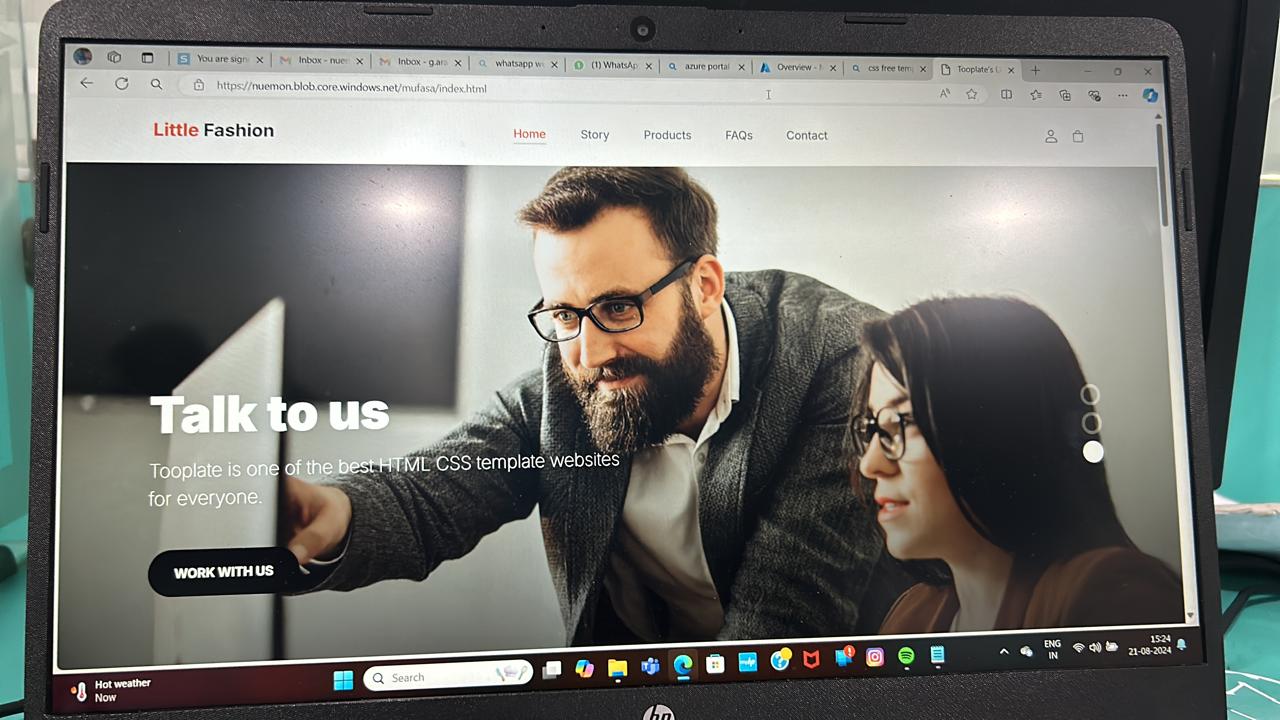 You are sign
Inbox - nuer
Inbox - g.ara
whatsapp w
(1) WhatsAp
azure portal
Overview -
css free temp
Tooplate's L
https://nuemon.blob.core.windows.net/mufasa/index.html
Little Fashion
Home
Story
Products
FAQs
Contact
Talk to us
Tooplate is one of the best HTML CSS template websites
for everyone.
WORK WITH US
Hot weather
Now
Search
ENG
IN
15:24
21-08-2024
hp